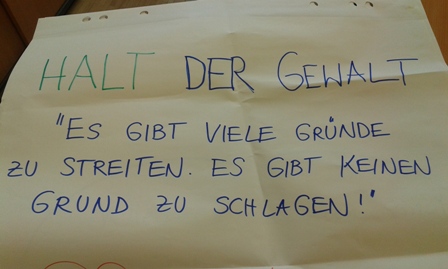 HALT DER GEWALT
"ES GIBT VIELE GRÜNDE
ZU STREITEN. ES GIBT KEINEN
GRUND ZU SCHLAGEN!"